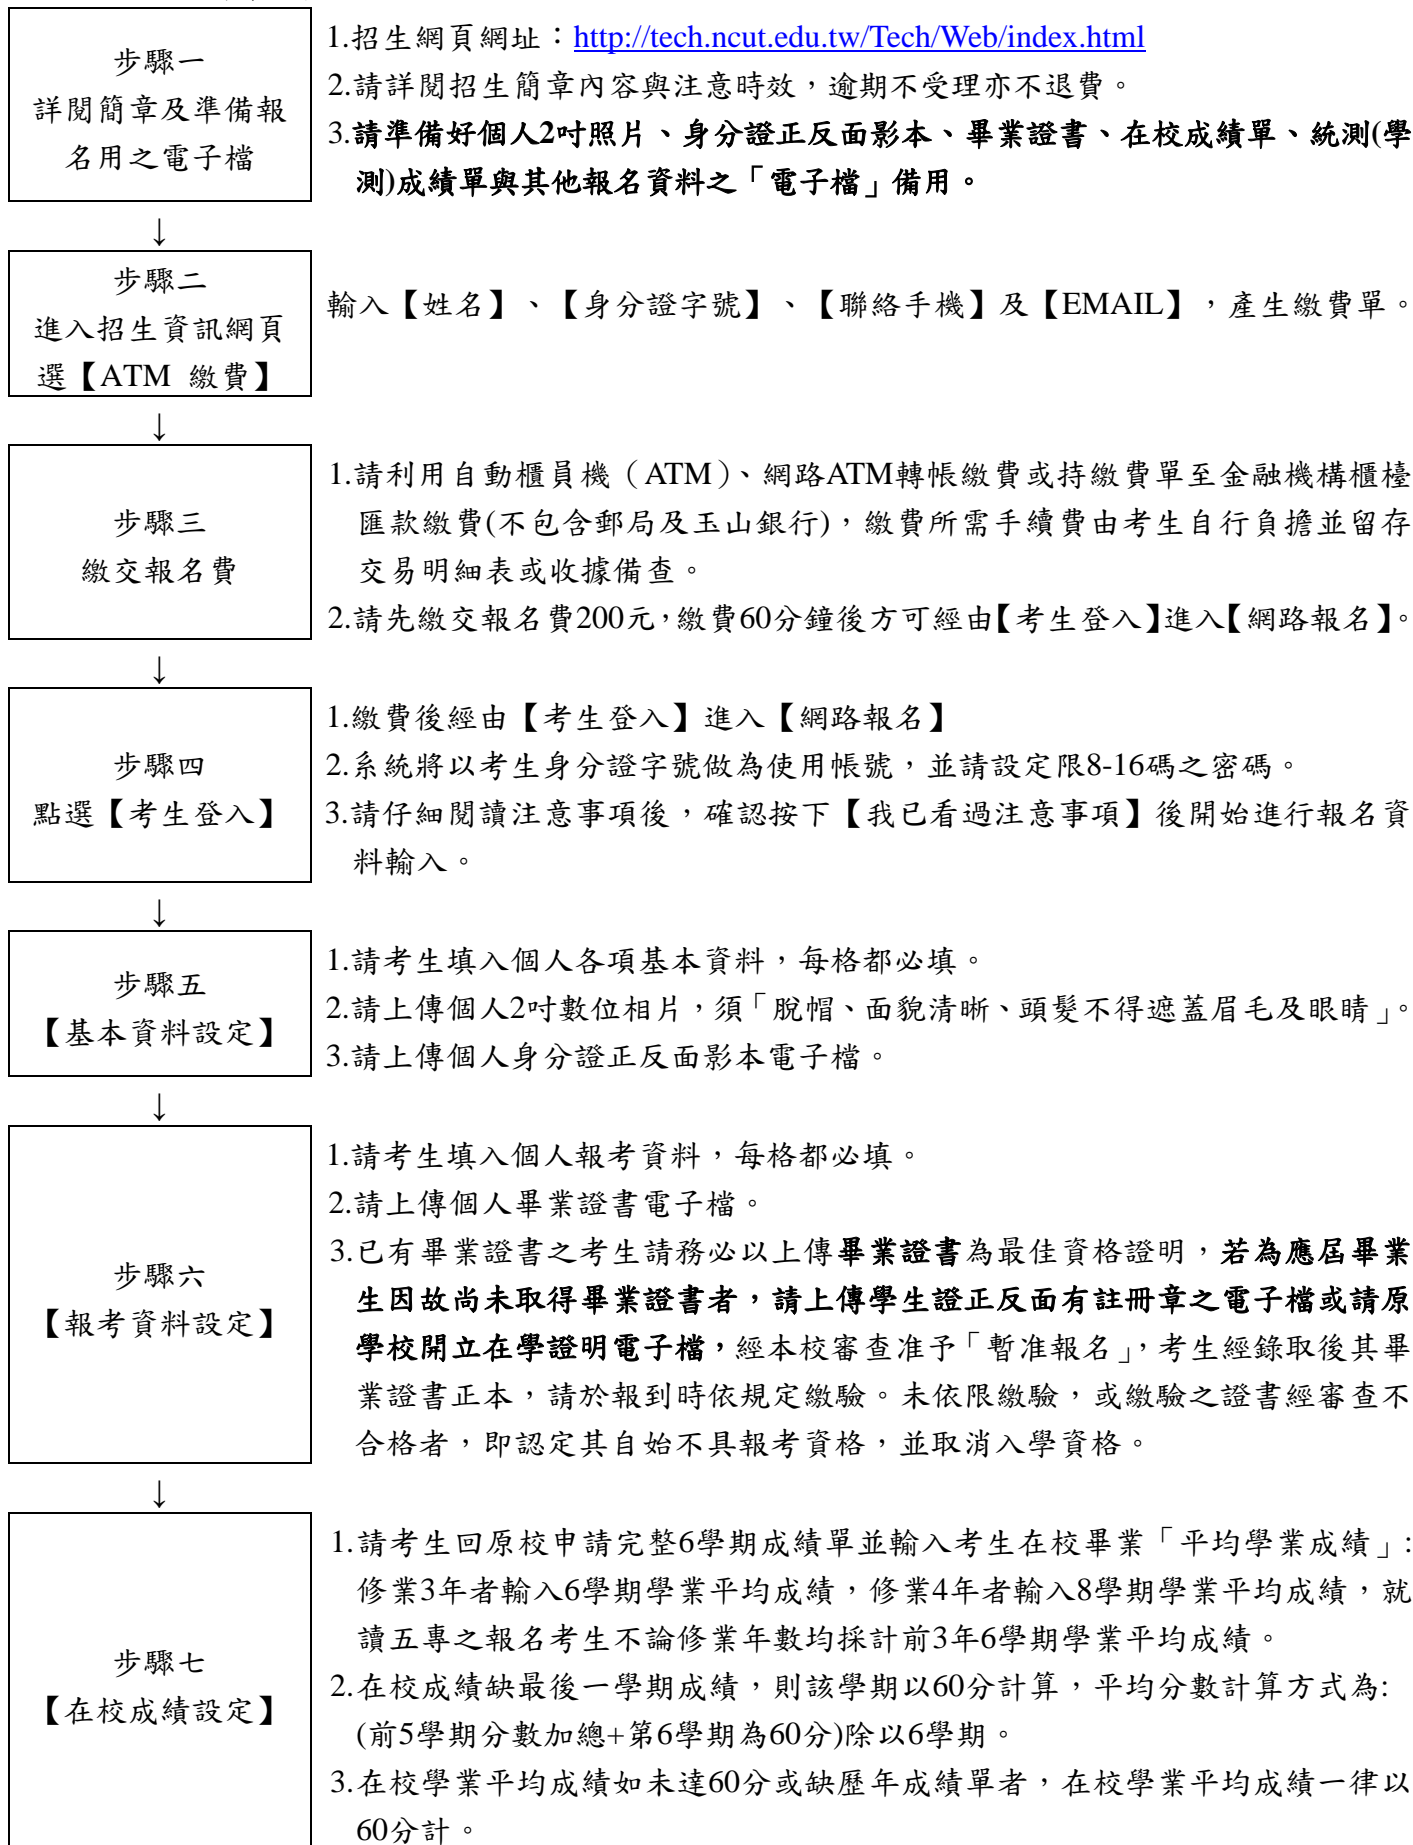 步驟一
詳閱簡章及準備報
名用之電子檔
1.招生網頁網址：http://tech.ncut.edu.tw/Tech/Web/index.html
2.請詳閱招生簡章內容與注意時效，逾期不受理亦不退費。
3.請準備好個人2吋照片、身分證正反面影本、畢業證書、在校成績單、統測(學
測)成績單與其他報名資料之「電子檔」備用。
↓
步驟二
進入招生資訊網頁
選【ATM 繳費】
輸入【姓名】、【身分證字號】、【聯絡手機】及【EMAIL】，產生繳費單。
↓
步驟三
繳交報名費
1.請利用自動櫃員機（ATM）、網路ATM轉帳繳費或持繳費單至金融機構櫃檯
匯款繳費(不包含郵局及玉山銀行)，繳費所需手續費由考生自行負擔並留存
交易明細表或收據備查。
2.請先繳交報名費200元，繳費60分鐘後方可經由【考生登入】進入【網路報名】。
↓
步驟四
點選【考生登入】
1.繳費後經由【考生登入】進入【網路報名】
2.系統將以考生身分證字號做為使用帳號，並請設定限8-16碼之密碼。
3.請仔細閱讀注意事項後，確認按下【我已看過注意事項】後開始進行報名資
料輸入。
↓
步驟五
【基本資料設定】
1.請考生填入個人各項基本資料，每格都必填。
2.請上傳個人2吋數位相片，須「脫帽、面貌清晰、頭髮不得遮蓋眉毛及眼睛」。
3.請上傳個人身分證正反面影本電子檔。
↓
步驟六
【報考資料設定】
1.請考生填入個人報考資料，每格都必填。
2.請上傳個人畢業證書電子檔。
3.已有畢業證書之考生請務必以上傳畢業證書為最佳資格證明，若為應屆畢業
生因故尚未取得畢業證書者，請上傳學生證正反面有註冊章之電子檔或請原
學校開立在學證明電子檔，經本校審查准予「暫准報名」，考生經錄取後其畢
業證書正本，請於報到時依規定繳驗。未依限繳驗，或繳驗之證書經審查不
合格者，即認定其自始不具報考資格，並取消入學資格。
↓
步驟七
【在校成績設定】
1.請考生回原校申請完整6學期成績單並輸入考生在校畢業「平均學業成績」:
修業3年者輸入6學期學業平均成績，修業4年者輸入8學期學業平均成績，就
讀五專之報名考生不論修業年數均採計前3年6學期學業平均成績。
2.在校成績缺最後一學期成績，則該學期以60分計算，平均分數計算方式為:
(前5學期分數加總+第6學期為60分)除以6學期。
3.在校學業平均成績如未達60分或缺歷年成績單者，在校學業平均成績一律以
60分計。